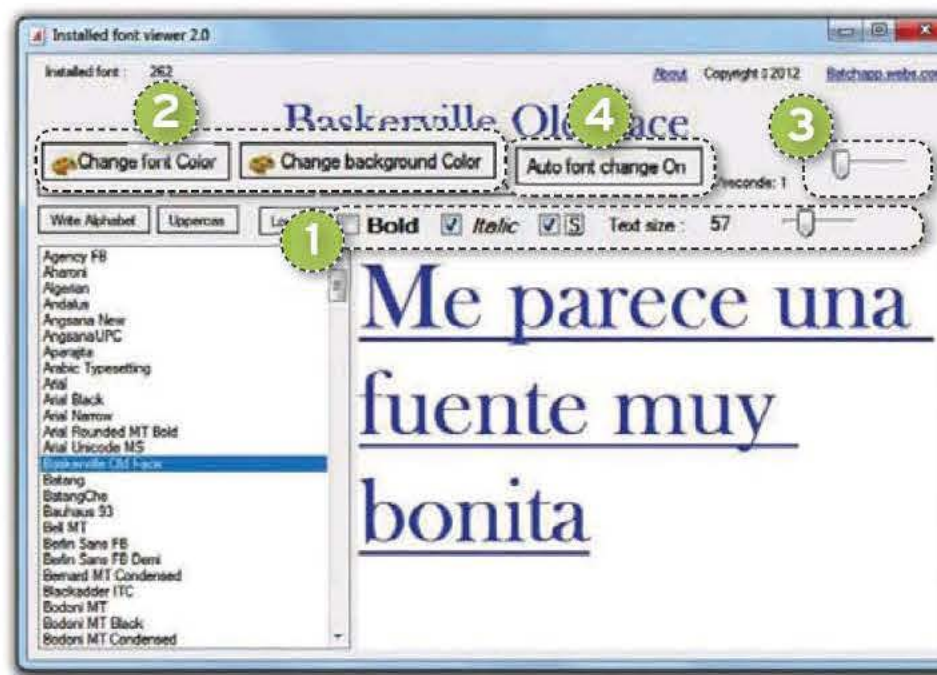 Installed font viewer 2.0
Installed font : 262
About Copyright © 2012 Batchapp.webs.com
Baskerville Old Face
2
4
3
Change font Color
Change background Color
Auto font change On
1
Write Alphabet
Uppercas
Bold
Italic
S
Text size : 57
Agency FB
Aharoni
Algerian
Andalus
Angsana New
AngsanaUPC
Aparajita
Arabic Typesetting
Arial
Arial Black
Arial Narrow
Arial Rounded MT Bold
Arial Unicode MS
Baskerville Old Face
Batang
BatangChe
Bauhaus 93
Bell MT
Berlin Sans FB
Berlin Sans FB Demi
Bernard MT Condensed
Blackadder ITC
Bodoni MT
Bodoni MT Black
Bodoni MT Condensed
Me parece una
fuente muy
bonita